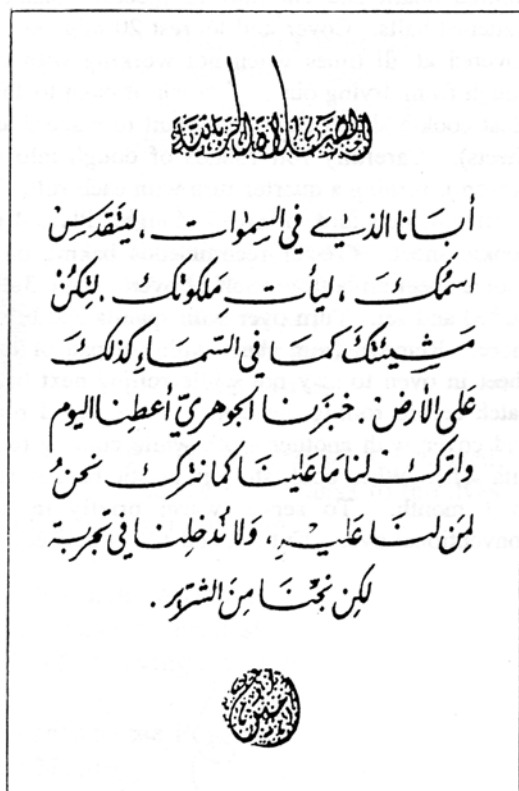 الصلاة الربية
أبانا الذي في السموات، ليتقدس
اسمك، ليأت ملكوتك. لتكن
مشيئتك كما في السماء كذلك
على الأرض. خبزنا الجوهري أعطنا اليوم
واترك لنا ما علينا كما نترك نحن
لمن لنا عليه، ولا تدخلنا في تجربة
لكن نجنا من الشرير.